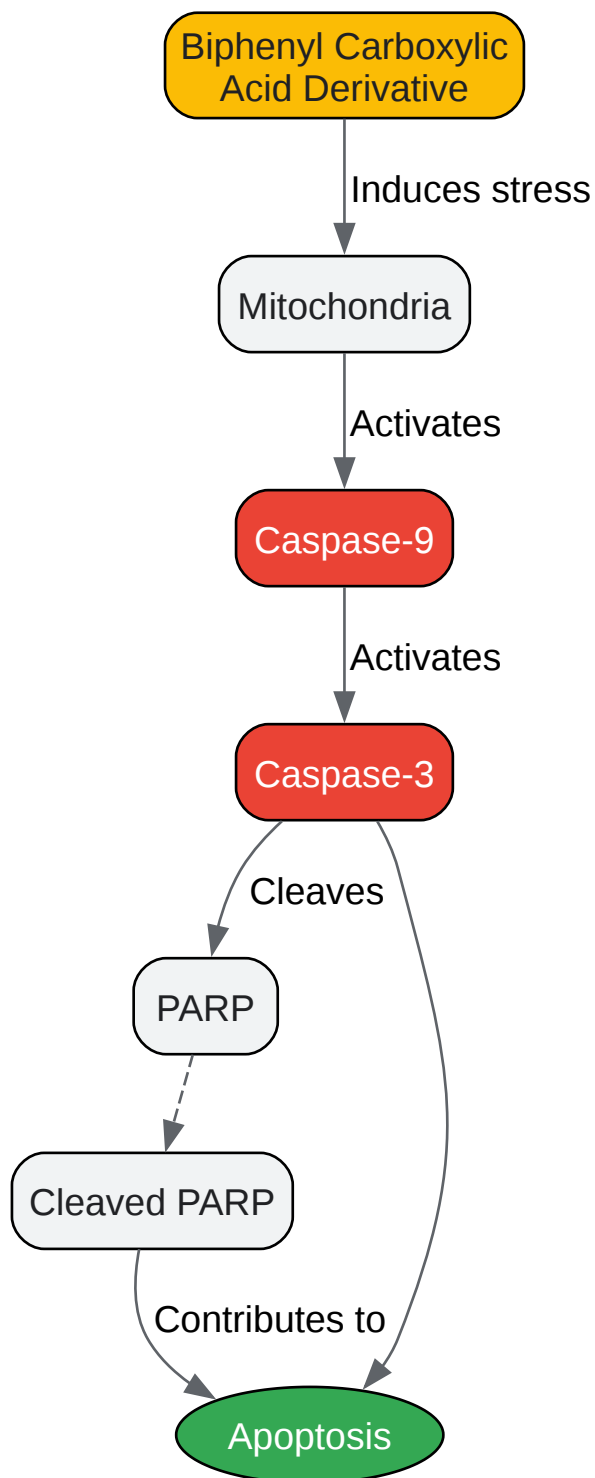 Biphenyl Carboxylic
Acid Derivative
Induces stress
Mitochondria
Activates
Caspase-9
Activates
Caspase-3
Cleaves
PARP
Cleaved PARP
Contributes to
Apoptosis